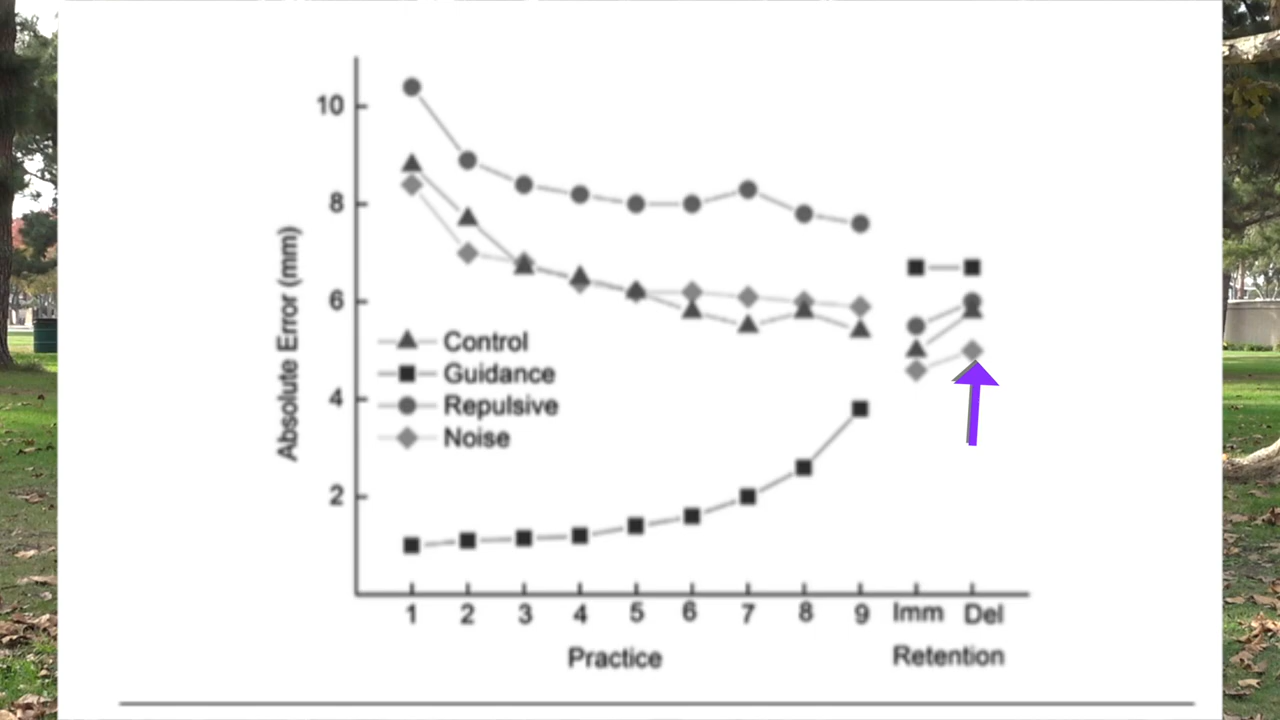 10
8
6
4
2
Absolute Error (mm)
Control
Guidance
Repulsive
Noise
1 2 3 4 5 6 7 8 9 Imm Del
Practice Retention